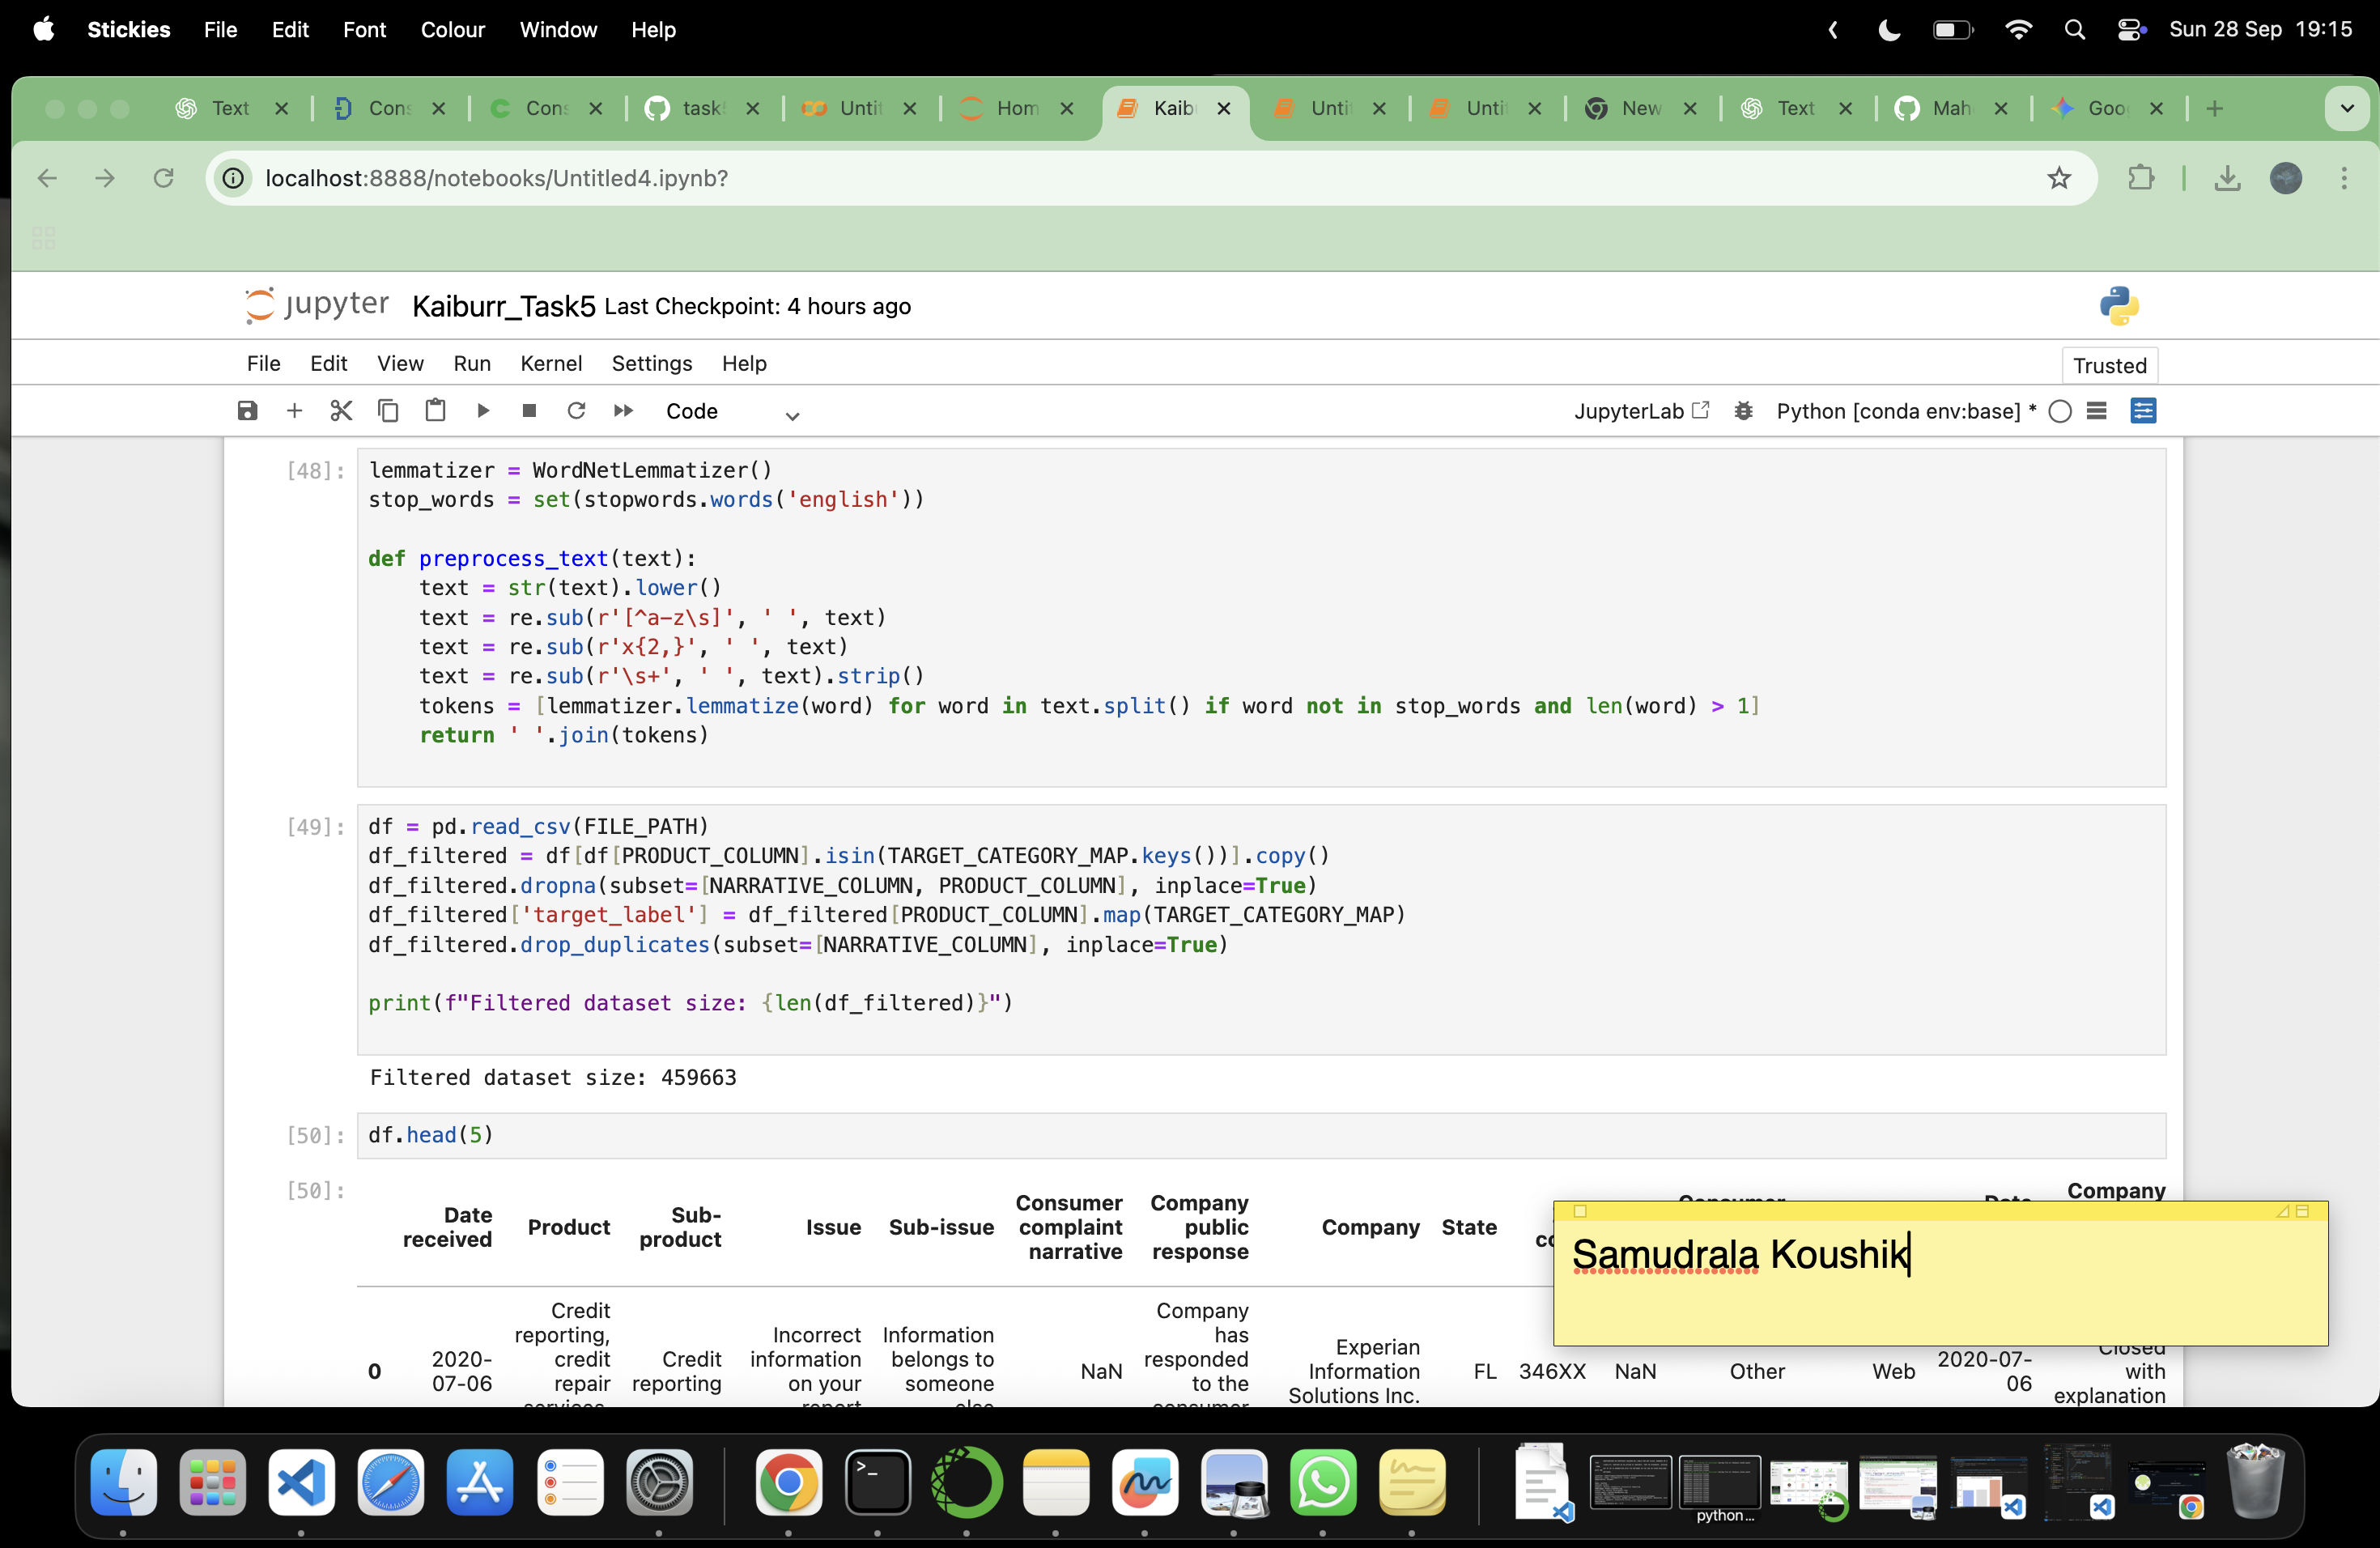 Stickies File Edit Font Colour Window Help Sun 28 Sep 19:15
Text Cons Cons task Untit Hom Kaib Untit Untit New Text Mah Goo
localhost:8888/notebooks/Untitled4.ipynb?
jupyter Kaiburr_Task5 Last Checkpoint: 4 hours ago
File Edit View Run Kernel Settings Help Trusted
Code JupyterLab Python [conda env:base] *
[48]: lemmatizer = WordNetLemmatizer()
stop_words = set(stopwords.words('english'))
def preprocess_text(text):
    text = str(text).lower()
    text = re.sub(r'[^a-z\s]', ' ', text)
    text = re.sub(r'x{2,}', ' ', text)
    text = re.sub(r'\s+', ' ', text).strip()
    tokens = [lemmatizer.lemmatize(word) for word in text.split() if word not in stop_words and len(word) > 1]
    return ' '.join(tokens)
[49]: df = pd.read_csv(FILE_PATH)
df_filtered = df[df[PRODUCT_COLUMN].isin(TARGET_CATEGORY_MAP.keys())].copy()
df_filtered.dropna(subset=[NARRATIVE_COLUMN, PRODUCT_COLUMN], inplace=True)
df_filtered['target_label'] = df_filtered[PRODUCT_COLUMN].map(TARGET_CATEGORY_MAP)
df_filtered.drop_duplicates(subset=[NARRATIVE_COLUMN], inplace=True)
print(f"Filtered dataset size: {len(df_filtered)}")
Filtered dataset size: 459663
[50]: df.head(5)
[50]:
Date received Product Sub-product Issue Sub-issue Consumer complaint narrative Company public response Company State Consumer Date Company
Samudrala Koushik
0 2020-07-06 Credit reporting, credit repair services, Credit reporting Incorrect information on your report Information belongs to someone else NaN Company has responded to the consumer Experian Information Solutions Inc. FL 346XX NaN Other Web 2020-07-06 Closed with explanation
python...